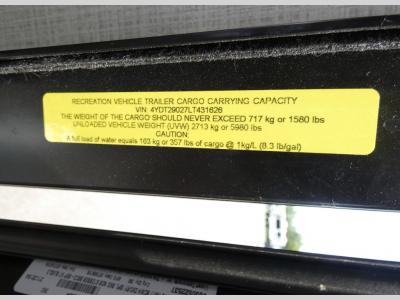 RECREATION VEHICLE TRAILER CARGO CARRYING CAPACITY
VIN: 4YDT29027LT431626
THE WEIGHT OF THE CARGO SHOULD NEVER EXCEED 717 kg or 1580 lbs
UNLOADED VEHICLE WEIGHT (UVW) 2713 kg or 5980 lbs
CAUTION:
A full load of water equals 163 kg or 357 lbs of cargo @ 1kg/L (8.3 lb/gal)